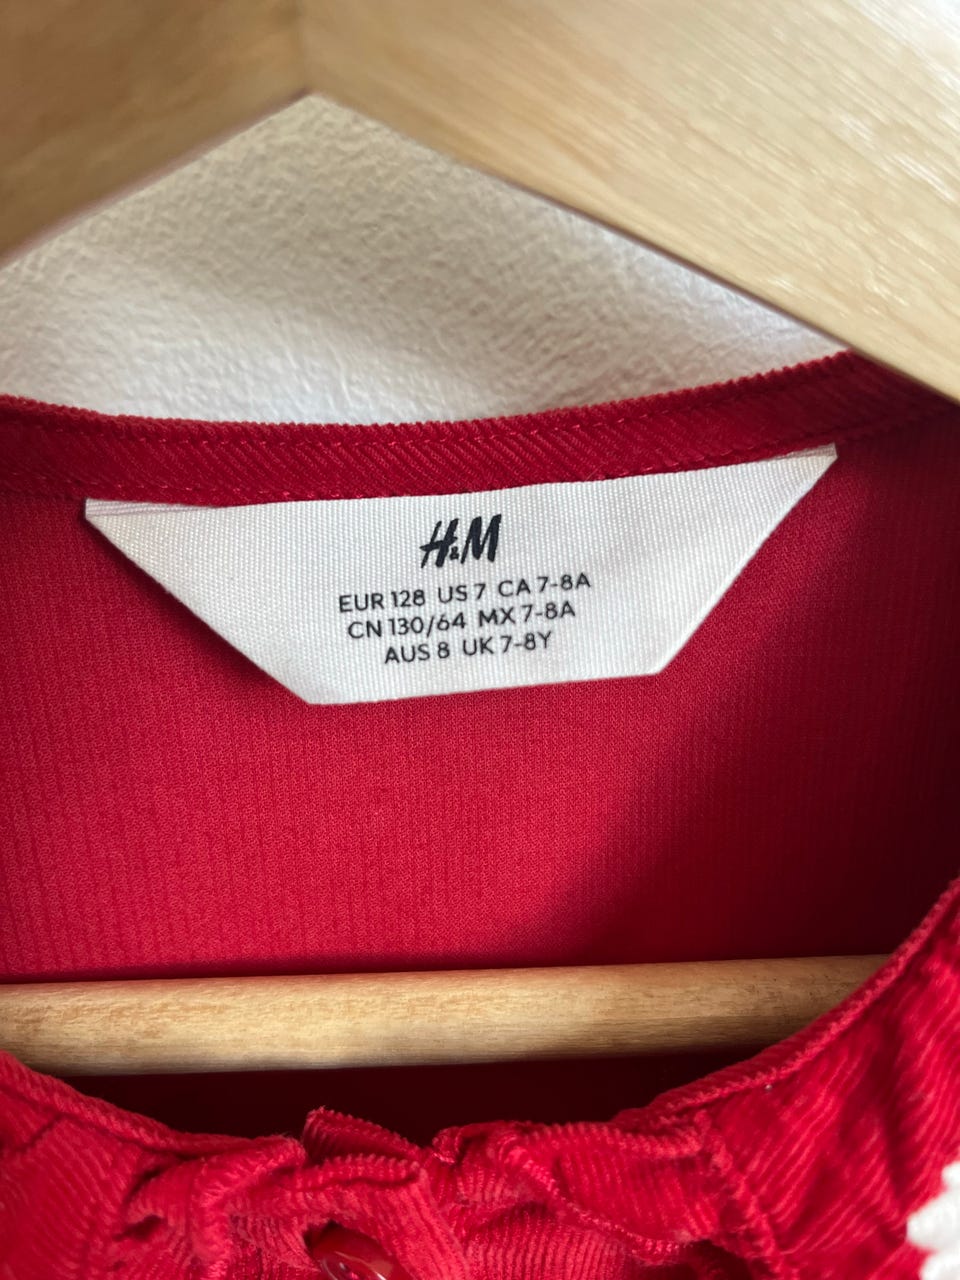 H&M
EUR 128 US 7 CA 7-8A
CN 130/64 MX 7-8A
AUS 8 UK 7-8Y